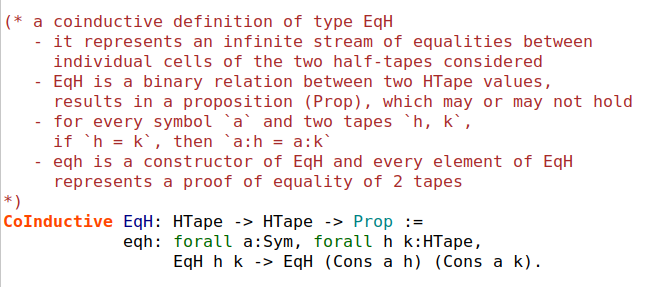 (* a coinductive definition of type EqH
   - it represents an infinite stream of equalities between
     individual cells of the two half-tapes considered
   - EqH is a binary relation between two HTape values,
     results in a proposition (Prop), which may or may not hold
   - for every symbol `a` and two tapes `h, k`,
     if `h = k`, then `a:h = a:k`
   - eqh is a constructor of EqH and every element of EqH
     represents a proof of equality of 2 tapes
*)
CoInductive EqH: HTape -> HTape -> Prop :=
            eqh: forall a:Sym, forall h k:HTape,
                 EqH h k -> EqH (Cons a h) (Cons a k).